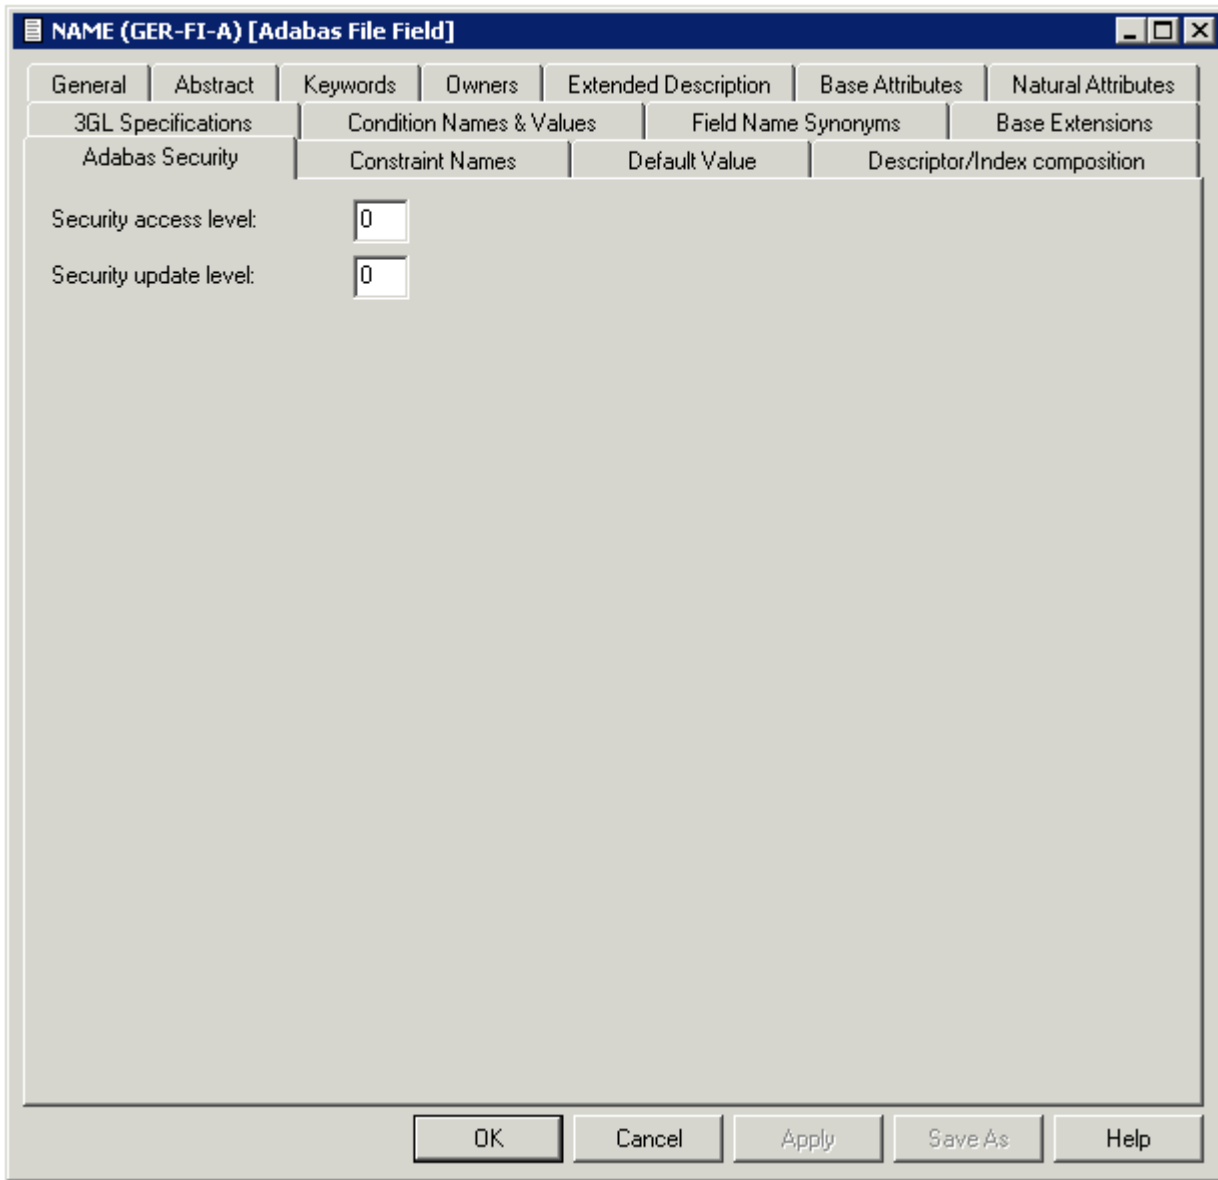 NAME (GER-FI-A) [Adabas File Field]
General Abstract Keywords Owners Extended Description Base Attributes Natural Attributes
3GL Specifications Condition Names & Values Field Name Synonyms Base Extensions
Adabas Security Constraint Names Default Value Descriptor/Index composition
Security access level: 0
Security update level: 0
OK Cancel Apply Save As Help